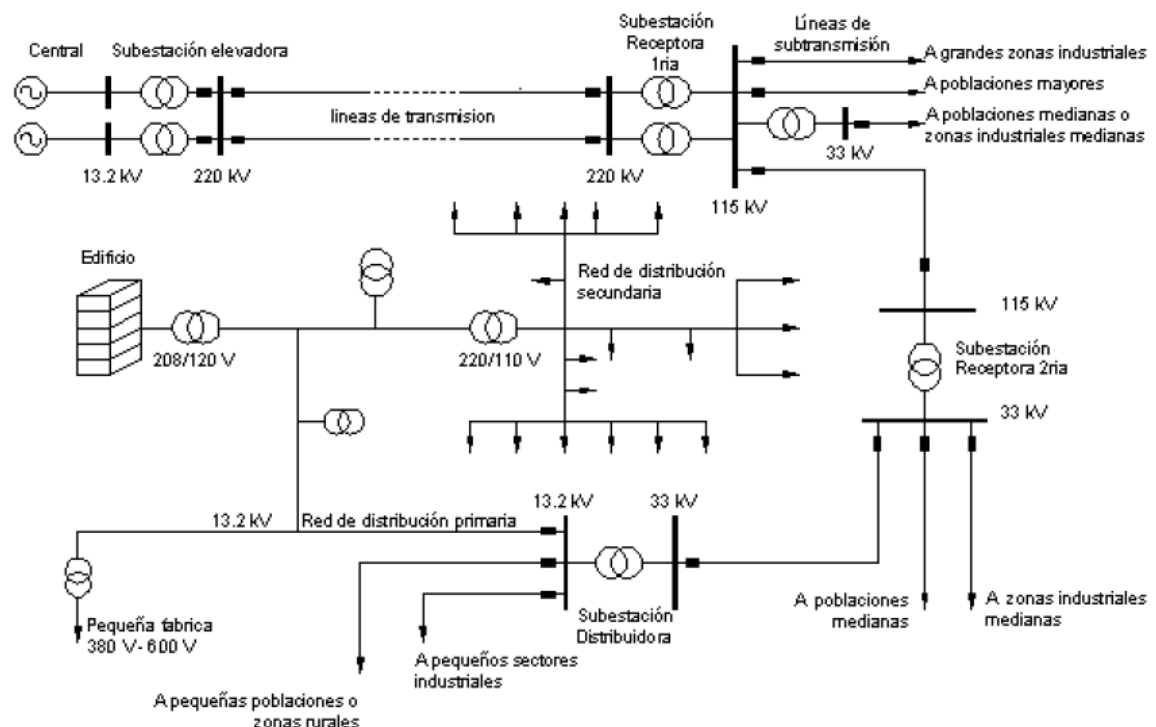 Central
Subestación elevadora
Subestación
Receptora
1ria
Líneas de
subtransmisión
A grandes zonas industriales
A poblaciones mayores
A poblaciones medianas o
zonas industriales medianas
lineas de transmision
13.2 kV
220 kV
220 kV
115 kV
33 kV
Edificio
Red de distribución
secundaria
208/120 V
220/110 V
115 kV
Subestación
Receptora 2ria
33 kV
13.2 kV
Red de distribución primaria
13.2 kV
33 kV
Subestación
Distribuidora
A poblaciones
medianas
A zonas industriales
medianas
Pequeña fabrica
380 V- 600 V
A pequeños sectores
industriales
A pequeñas poblaciones o
zonas rurales